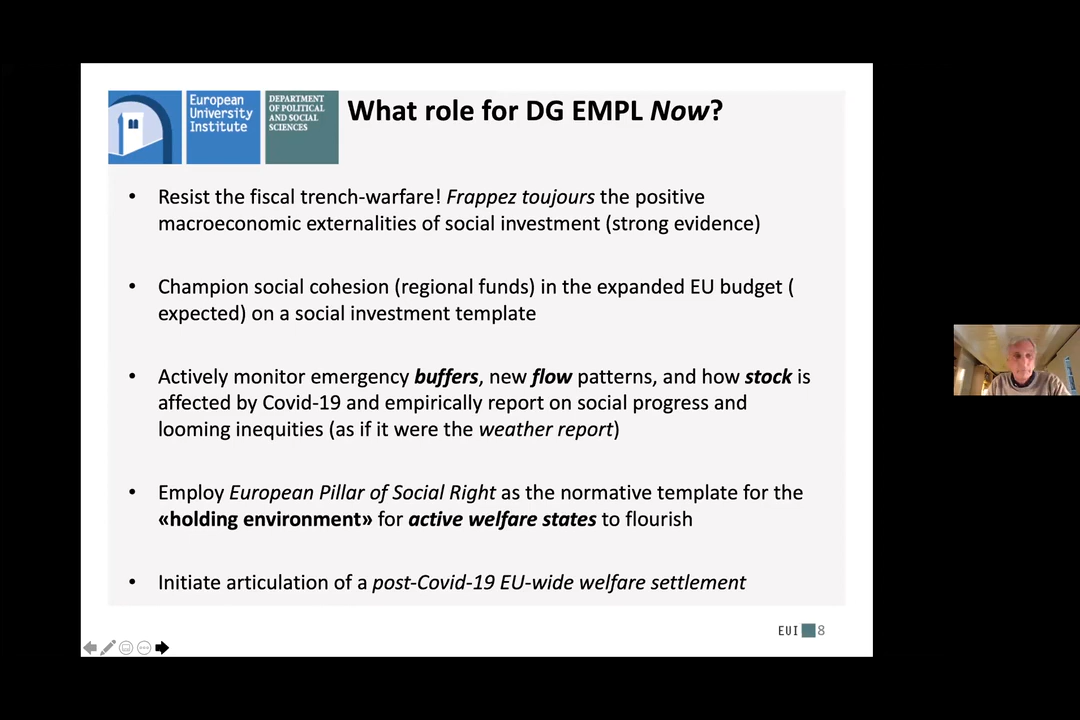 European
University
Institute
DEPARTMENT
OF POLITICAL
AND SOCIAL
SCIENCES
What role for DG EMPL Now?
• Resist the fiscal trench-warfare! Frappez toujours the positive
macroeconomic externalities of social investment (strong evidence)
• Champion social cohesion (regional funds) in the expanded EU budget (
expected) on a social investment template
• Actively monitor emergency buffers, new flow patterns, and how stock is
affected by Covid-19 and empirically report on social progress and
looming inequities (as if it were the weather report)
• Employ European Pillar of Social Right as the normative template for the
«holding environment» for active welfare states to flourish
• Initiate articulation of a post-Covid-19 EU-wide welfare settlement
EUI 8